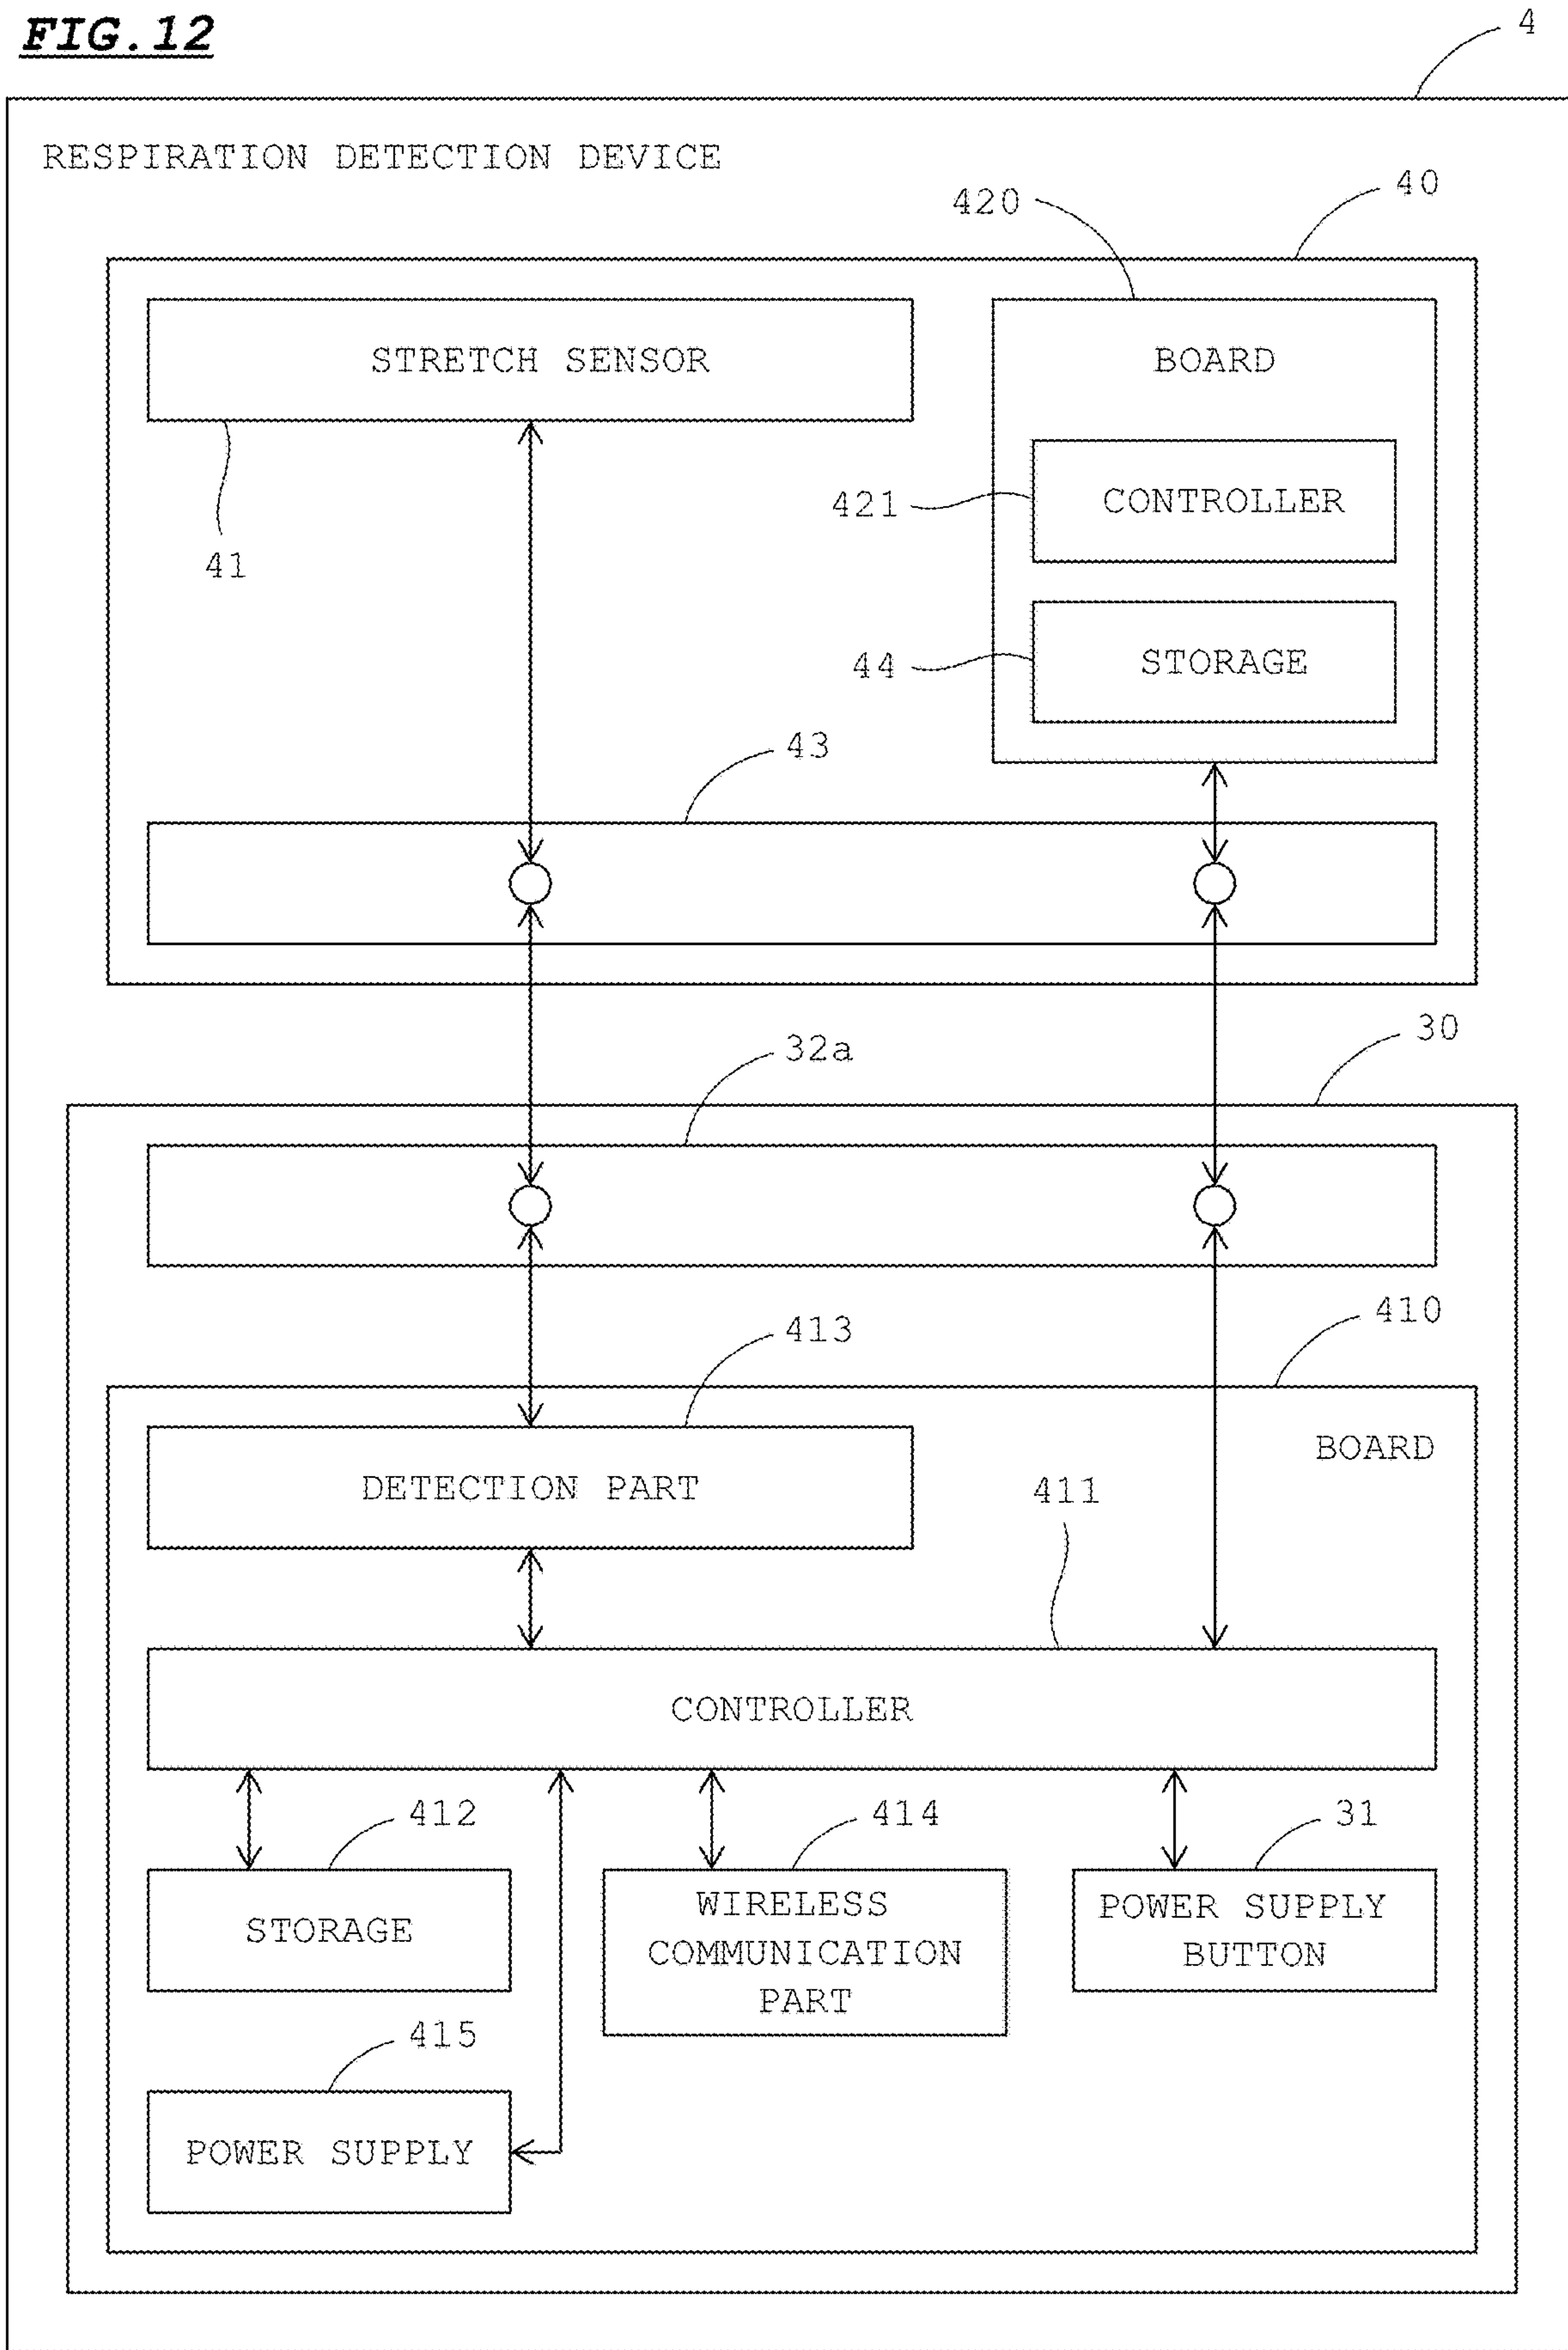 FIG. 12
4
RESPIRATION DETECTION DEVICE
40
420
STRETCH SENSOR
BOARD
421
CONTROLLER
41
44
STORAGE
43
30
32a
410
413
BOARD
DETECTION PART
411
CONTROLLER
412
414
31
STORAGE
WIRELESS
COMMUNICATION
PART
POWER SUPPLY
BUTTON
415
POWER SUPPLY